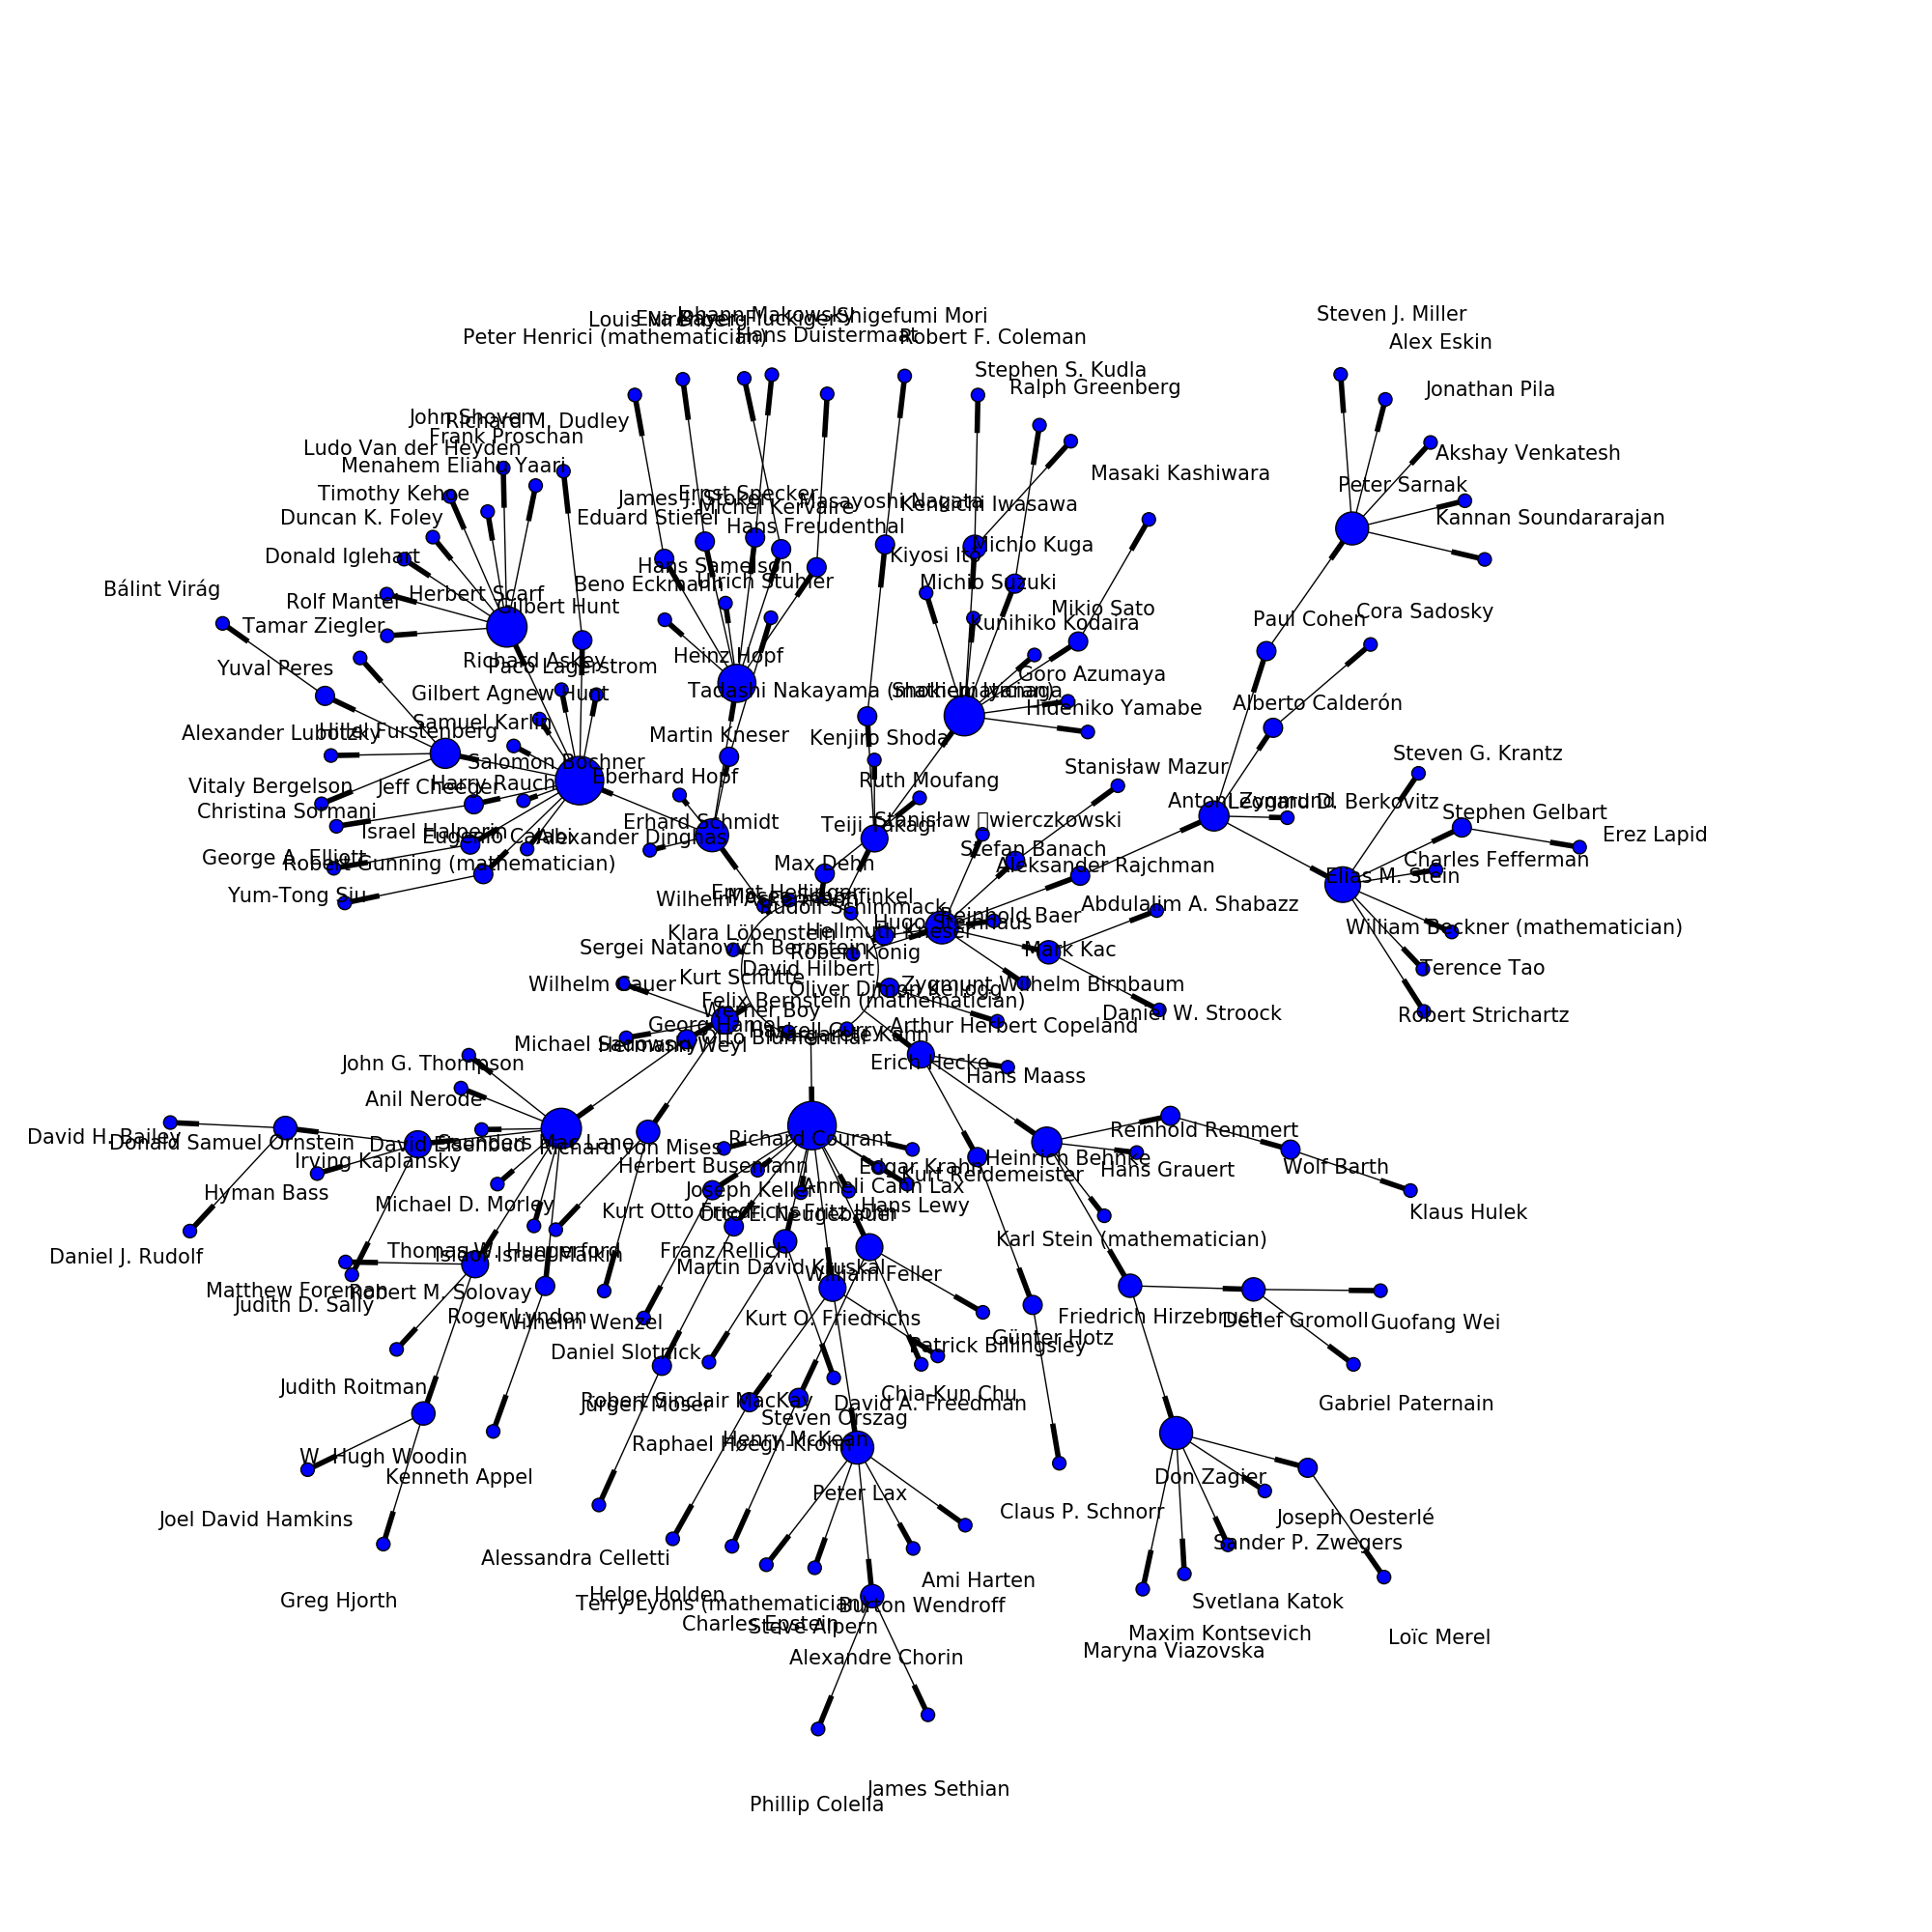 Steven J. Miller
Louis Nirenberg
Johann Makowsky
Shigefumi Mori
Peter Henrici (mathematician)
Hans Duistermaat
Robert F. Coleman
Alex Eskin
Stephen S. Kudla
Ralph Greenberg
Jonathan Pila
John Shoven
Richard M. Dudley
Frank Proschan
Ludo Van der Heyden
Akshay Venkatesh
Menahem Eliahu Yaari
Masaki Kashiwara
Peter Sarnak
Timothy Kehoe
Ernst Specker
James J. Stoker
Masayoshi Nagata
Kenkichi Iwasawa
Michel Kervaire
Duncan K. Foley
Eduard Stiefel
Kannan Soundararajan
Hans Freudenthal
Michio Kuga
Donald Iglehart
Kiyosi Itō
Hans Samelson
Ulrich Stuhler
Beno Eckmann
Michio Suzuki
Bálint Virág
Herbert Scarf
Rolf Mantel
Gilbert Hunt
Mikio Sato
Cora Sadosky
Paul Cohen
Tamar Ziegler
Kunihiko Kodaira
Heinz Hopf
Richard Askey
Paco Lagerstrom
Yuval Peres
Goro Azumaya
Gilbert Agnew Hunt
Tadashi Nakayama (mathematician)
Shokichi Iyanaga
Alberto Calderón
Hideniko Yamabe
Samuel Karlin
Alexander Lubotzky
Hillel Furstenberg
Martin Kneser
Kenjiro Shoda
Steven G. Krantz
Salomon Bochner
Stanisław Mazur
Eberhard Hopf
Ruth Moufang
Vitaly Bergelson
Jeff Cheeger
Harry Rauch
Antoni Zygmund
Leonard D. Berkovitz
Christina Sormani
Stephen Gelbart
Erhard Schmidt
Teiji Takagi
Stanisław wierczkowski
Israel Halperin
Eugenio Calabi
Alexander Dinghas
Erez Lapid
Stefan Banach
George A. Elliott
Robert Gunning (mathematician)
Max Dehn
Aleksander Rajchman
Charles Fefferman
Elias M. Stein
Yum-Tong Siu
Ernst Hellinger
Wilhelm Ackermann
Rudolf Schimmack
Abdulalim A. Shabazz
Reinhold Baer
Hugo Steinhaus
William Beckner (mathematician)
Klara Löbenstein
Hellmuth Kneser
Sergei Natanovich Bernstein
Robert König
Mark Kac
David Hilbert
Terence Tao
Kurt Schütte
Wilhelm Cauer
Oliver Dimon Kellogg
Zygmunt Wilhelm Birnbaum
Felix Bernstein (mathematician)
Werner Boy
Daniel W. Stroock
Robert Strichartz
Georg Hamel
Haskell Curry
Arthur Herbert Copeland
Otto Blumenthal
Margarete Kahn
Michael Sadowsky
Hermann Weyl
John G. Thompson
Erich Hecke
Hans Maass
Anil Nerode
Reinhold Remmert
David H. Bailey
Donald Samuel Ornstein
David Eisenbud
Saunders Mac Lane
Richard von Mises
Richard Courant
Irving Kaplansky
Herbert Busemann
Edgar Krahn
Heinrich Behnke
Hans Grauert
Wolf Barth
Kurt Reidemeister
Hyman Bass
Joseph Keller
Anneli Cahn Lax
Michael D. Morley
Hans Lewy
Kurt Otto Friedrichs
Otto E. Neugebauer
Fritz John
Klaus Hulek
Karl Stein (mathematician)
Thomas W. Hungerford
Isidor Isaac Malkin
Franz Rellich
Martin David Kruskal
William Feller
Daniel J. Rudolf
Matthew Foreman
Robert M. Solovay
Judith D. Sally
Roger Lyndon
Wilhelm Wenzel
Kurt O. Friedrichs
Friedrich Hirzebruch
Detlef Gromoll
Guofang Wei
Günter Hotz
Patrick Billingsley
Daniel Slotnick
Judith Roitman
Chia-Kun Chu
Robert Sinclair MacKay
Jürgen Moser
David A. Freedman
Gabriel Paternain
Steven Orszag
Henry McKean
Raphael Høegh-Krohn
W. Hugh Woodin
Kenneth Appel
Don Zagier
Peter Lax
Claus P. Schnorr
Joel David Hamkins
Joseph Oesterlé
Sander P. Zwegers
Alessandra Celletti
Ami Harten
Helge Holden
Greg Hjorth
Terry Lyons (mathematician)
Burton Wendroff
Svetlana Katok
Charles Epstein
Steve Alpern
Maxim Kontsevich
Loïc Merel
Maryna Viazovska
Alexandre Chorin
James Sethian
Phillip Colella